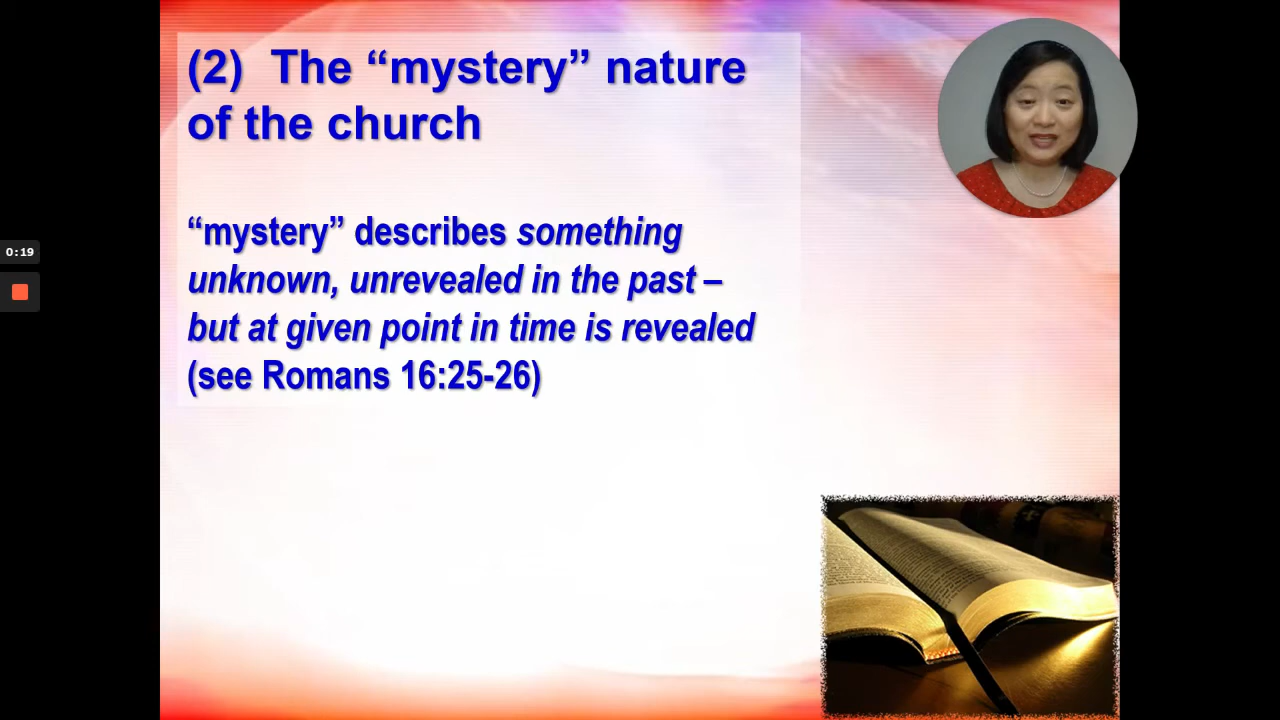 (2) The “mystery” nature
of the church
“mystery” describes something
unknown, unrevealed in the past –
but at given point in time is revealed
(see Romans 16:25-26)
0:19